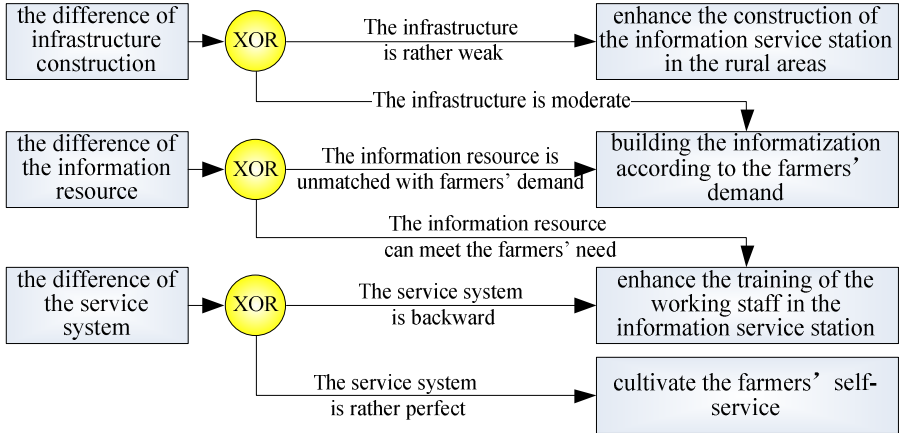 the difference of
infrastructure
construction
XOR
The infrastructure
is rather weak
enhance the construction of
the information service station
in the rural areas
The infrastructure is moderate
the difference of
the information
resource
XOR
The information resource is
unmatched with farmers’ demand
building the informatization
according to the farmers’
demand
The information resource
can meet the farmers’ need
the difference of
the service
system
XOR
The service system
is backward
enhance the training of the
working staff in the
information service station
The service system
is rather perfect
cultivate the farmers’ self-
service